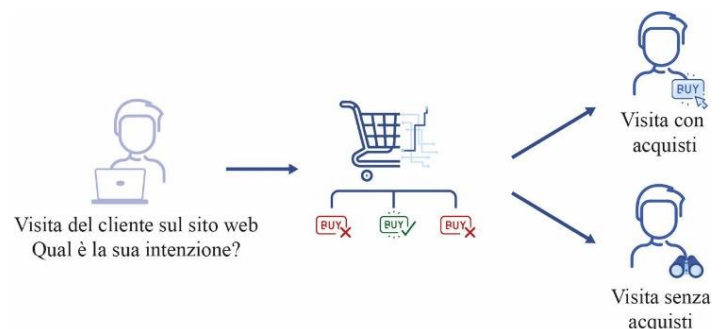 Visita del cliente sul sito web
Qual è la sua intenzione?
BUY
BUY
BUY
BUY
Visita con
acquisti
Visita senza
acquisti